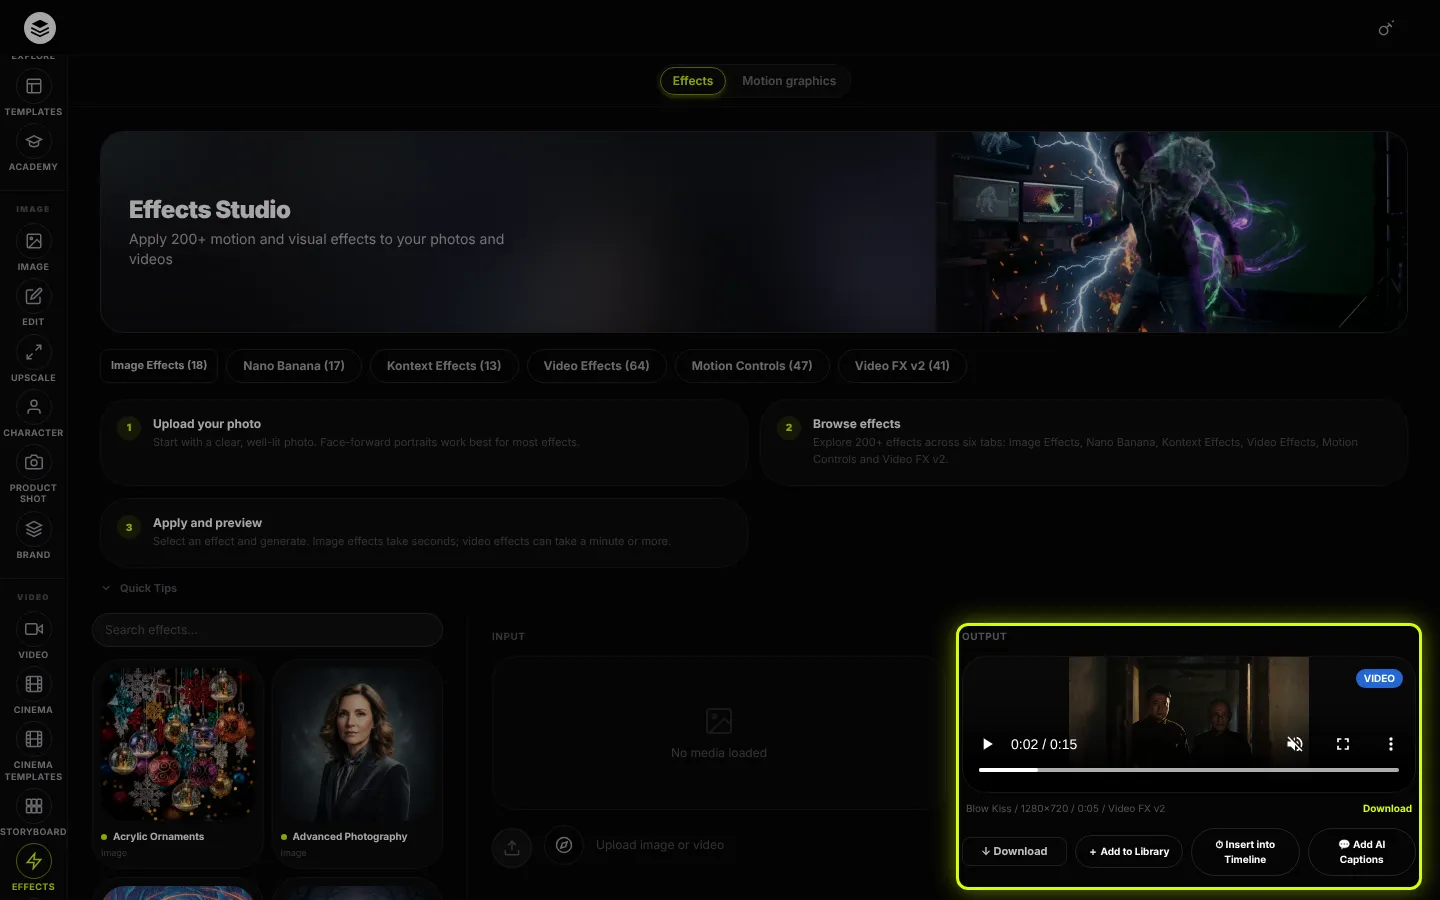 EXPLORE
TEMPLATES
ACADEMY
IMAGE
IMAGE
EDIT
UPSCALE
CHARACTER
PRODUCT
SHOT
BRAND
VIDEO
VIDEO
CINEMA
CINEMA
TEMPLATES
STORYBOARD
EFFECTS
Effects
Motion graphics
Effects Studio
Apply 200+ motion and visual effects to your photos and
videos
Image Effects (18)
Nano Banana (17)
Kontext Effects (13)
Video Effects (64)
Motion Controls (47)
Video FX v2 (41)
1
Upload your photo
Start with a clear, well-lit photo. Face-forward portraits work best for most effects.
2
Browse effects
Explore 200+ effects across six tabs: Image Effects, Nano Banana, Kontext Effects, Video Effects, Motion
Controls and Video FX v2.
3
Apply and preview
Select an effect and generate. Image effects take seconds; video effects can take a minute or more.
Quick Tips
Search effects...
Acrylic Ornaments
Image
Advanced Photography
Image
INPUT
No media loaded
Upload image or video
OUTPUT
VIDEO
0:02 / 0:15
Blow Kiss / 1280×720 / 0:05 / Video FX v2
Download
↓ Download
+ Add to Library
⏱ Insert into
Timeline
💬 Add AI
Captions